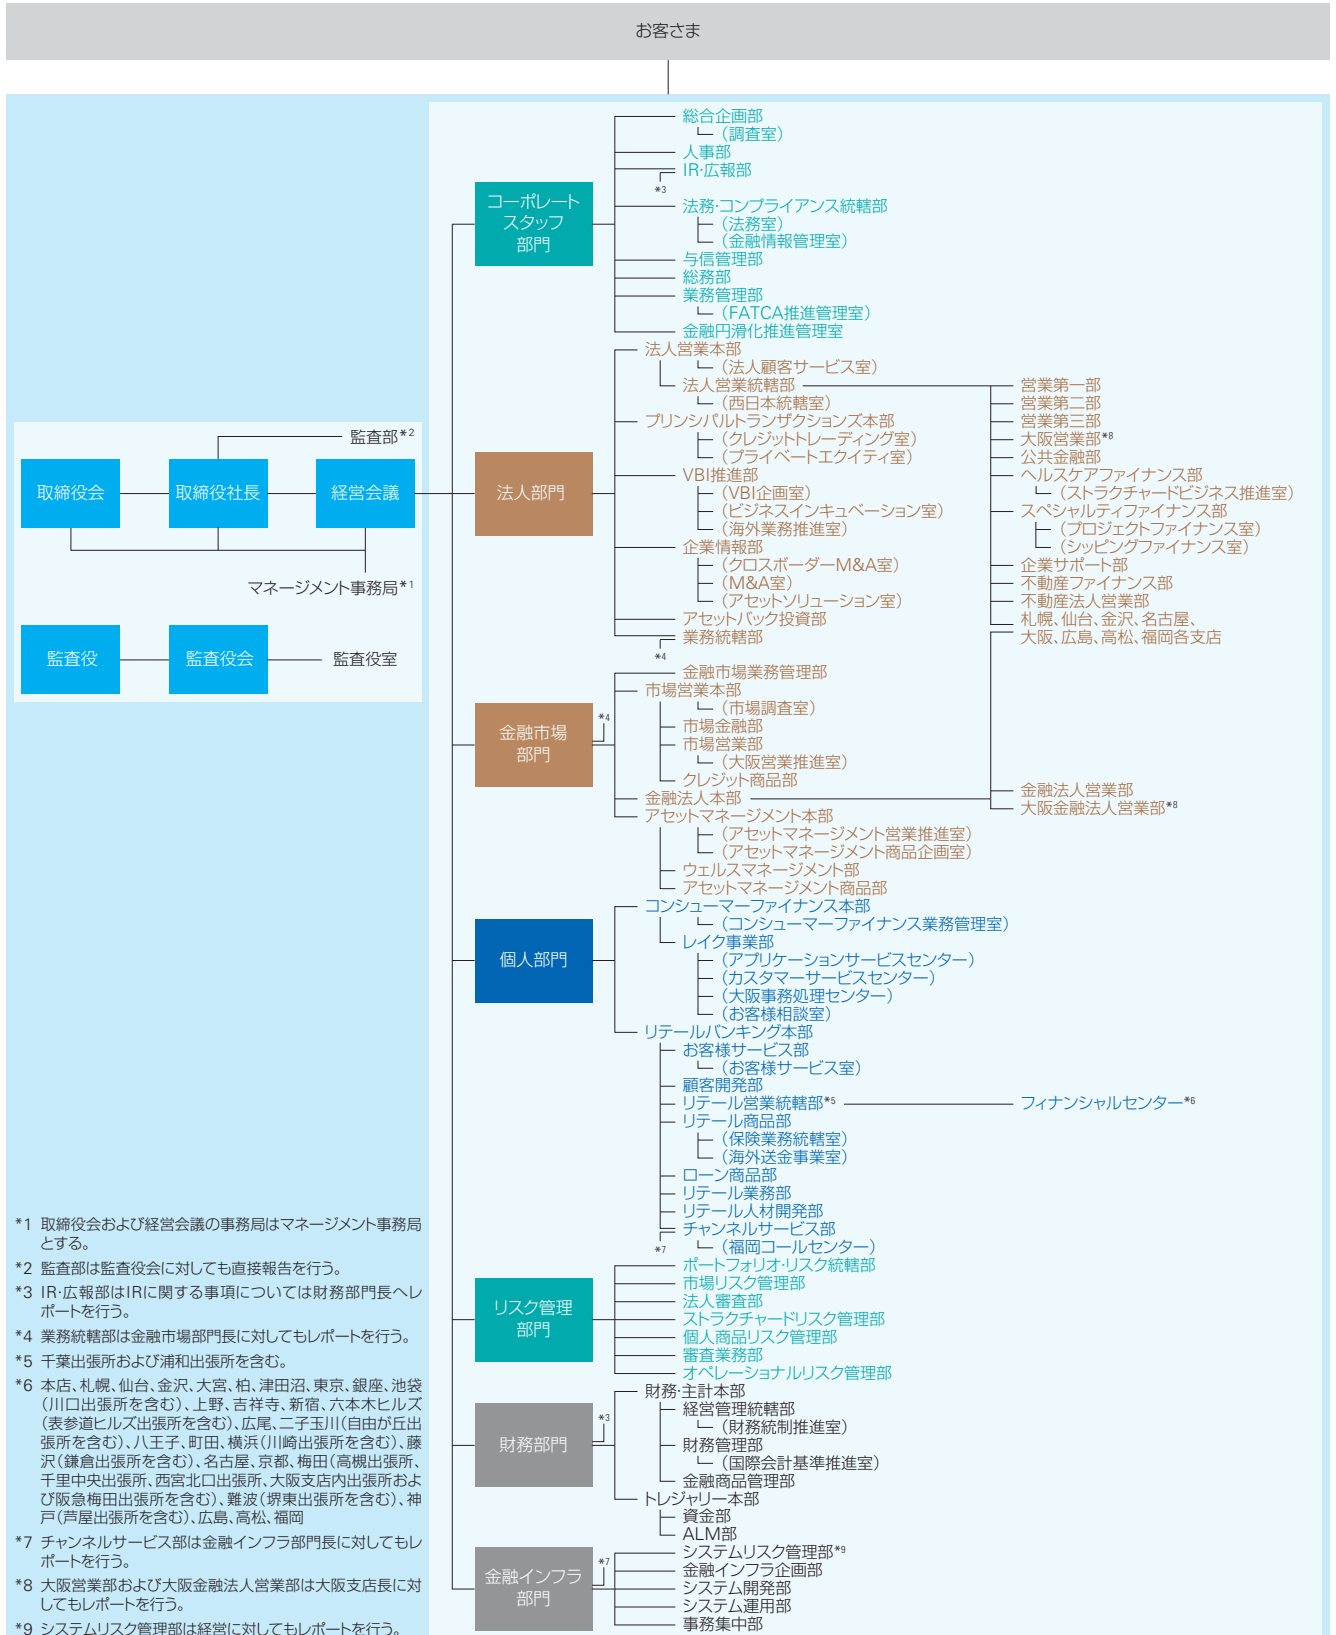 お客さま
総合企画部
（調査室）
人事部
IR・広報部
*3
コーポレート
スタッフ
部門
法務・コンプライアンス統轄部
（法務室）
（金融情報管理室）
与信管理部
総務部
業務管理部
（FATCA推進管理室）
金融円滑化推進管理室
法人営業本部
（法人顧客サービス室）
法人営業統轄部
（西日本統轄室）
プリンシパルトランザクションズ本部
（クレジットトレーディング室）
（プライベートエクイティ室）
VBI推進部
（VBI企画室）
（ビジネスインキュベーション室）
（海外業務推進室）
企業情報部
（クロスボーダーM&A室）
（M&A室）
（アセットソリューション室）
アセットバック投資部
業務統轄部
*4
法人部門
営業第一部
営業第二部
営業第三部
大阪営業部*8
公共金融部
ヘルスケアファイナンス部
（ストラクチャードビジネス推進室）
スペシャルティファイナンス部
（プロジェクトファイナンス室）
（シッピングファイナンス室）
企業サポート部
不動産ファイナンス部
不動産法人営業部
札幌、仙台、金沢、名古屋、
大阪、広島、高松、福岡各支店
監査部*2
取締役会
取締役社長
経営会議
マネージメント事務局*1
監査役
監査役会
監査役室
金融市場
部門
*4
金融市場業務管理部
市場営業本部
（市場調査室）
市場金融部
市場営業部
（大阪営業推進室）
クレジット商品部
金融法人本部
金融法人営業部
大阪金融法人営業部*8
アセットマネージメント本部
（アセットマネージメント営業推進室）
（アセットマネージメント商品企画室）
ウェルスマネージメント部
アセットマネージメント商品部
個人部門
コンシューマーファイナンス本部
（コンシューマーファイナンス業務管理室）
レイク事業部
（アプリケーションサービスセンター）
（カスタマーサービスセンター）
（大阪事務処理センター）
（お客様相談室）
リテールバンキング本部
お客様サービス部
（お客様サービス室）
顧客開発部
リテール営業統轄部*5
フィナンシャルセンター*6
リテール商品部
（保険業務統轄室）
（海外送金事業室）
ローン商品部
リテール業務部
リテール人材開発部
チャンネルサービス部
*7
（福岡コールセンター）
リスク管理
部門
ポートフォリオ・リスク統轄部
市場リスク管理部
法人審査部
ストラクチャードリスク管理部
個人商品リスク管理部
審査業務部
オペレーショナルリスク管理部
財務部門
*3
財務・主計本部
経営管理統轄部
（財務統制推進室）
財務管理部
（国際会計基準推進室）
金融商品管理部
トレジャリー本部
資金部
ALM部
金融インフラ
部門
*7
システムリスク管理部*9
金融インフラ企画部
システム開発部
システム運用部
事務集中部
*1 取締役会および経営会議の事務局はマネージメント事務局
とする。
*2 監査部は監査役会に対しても直接報告を行う。
*3 IR・広報部はIRに関する事項については財務部門長へレ
ポートを行う。
*4 業務統轄部は金融市場部門長に対してもレポートを行う。
*5 千葉出張所および浦和出張所を含む。
*6 本店、札幌、仙台、金沢、大宮、柏、津田沼、東京、銀座、池袋
（川口出張所を含む）、上野、吉祥寺、新宿、六本木ヒルズ
（表参道ヒルズ出張所を含む）、広尾、二子玉川（自由が丘出
張所を含む）、八王子、町田、横浜（川崎出張所を含む）、藤
沢（鎌倉出張所を含む）、名古屋、京都、梅田（高槻出張所、
千里中央出張所、西宮北口出張所、大阪支店内出張所およ
び阪急梅田出張所を含む）、難波（堺東出張所を含む）、神
戸（芦屋出張所を含む）、広島、高松、福岡
*7 チャンネルサービス部は金融インフラ部門長に対してもレ
ポートを行う。
*8 大阪営業部および大阪金融法人営業部は大阪支店長に対
してもレポートを行う。
*9 システムリスク管理部は経営に対してもレポートを行う。